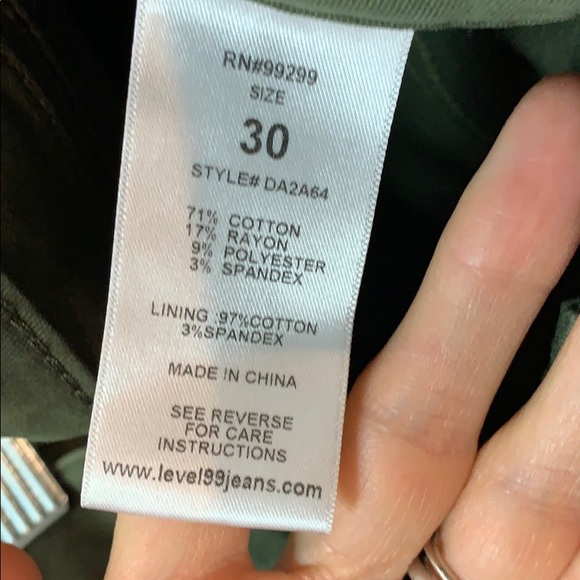 RN#99299
SIZE
30
STYLE# DA2A64
71% COTTON
17% RAYON
9% POLYESTER
3% SPANDEX
LINING :97%COTTON
3%SPANDEX
MADE IN CHINA
SEE REVERSE
FOR CARE
INSTRUCTIONS
www.level99jeans.com